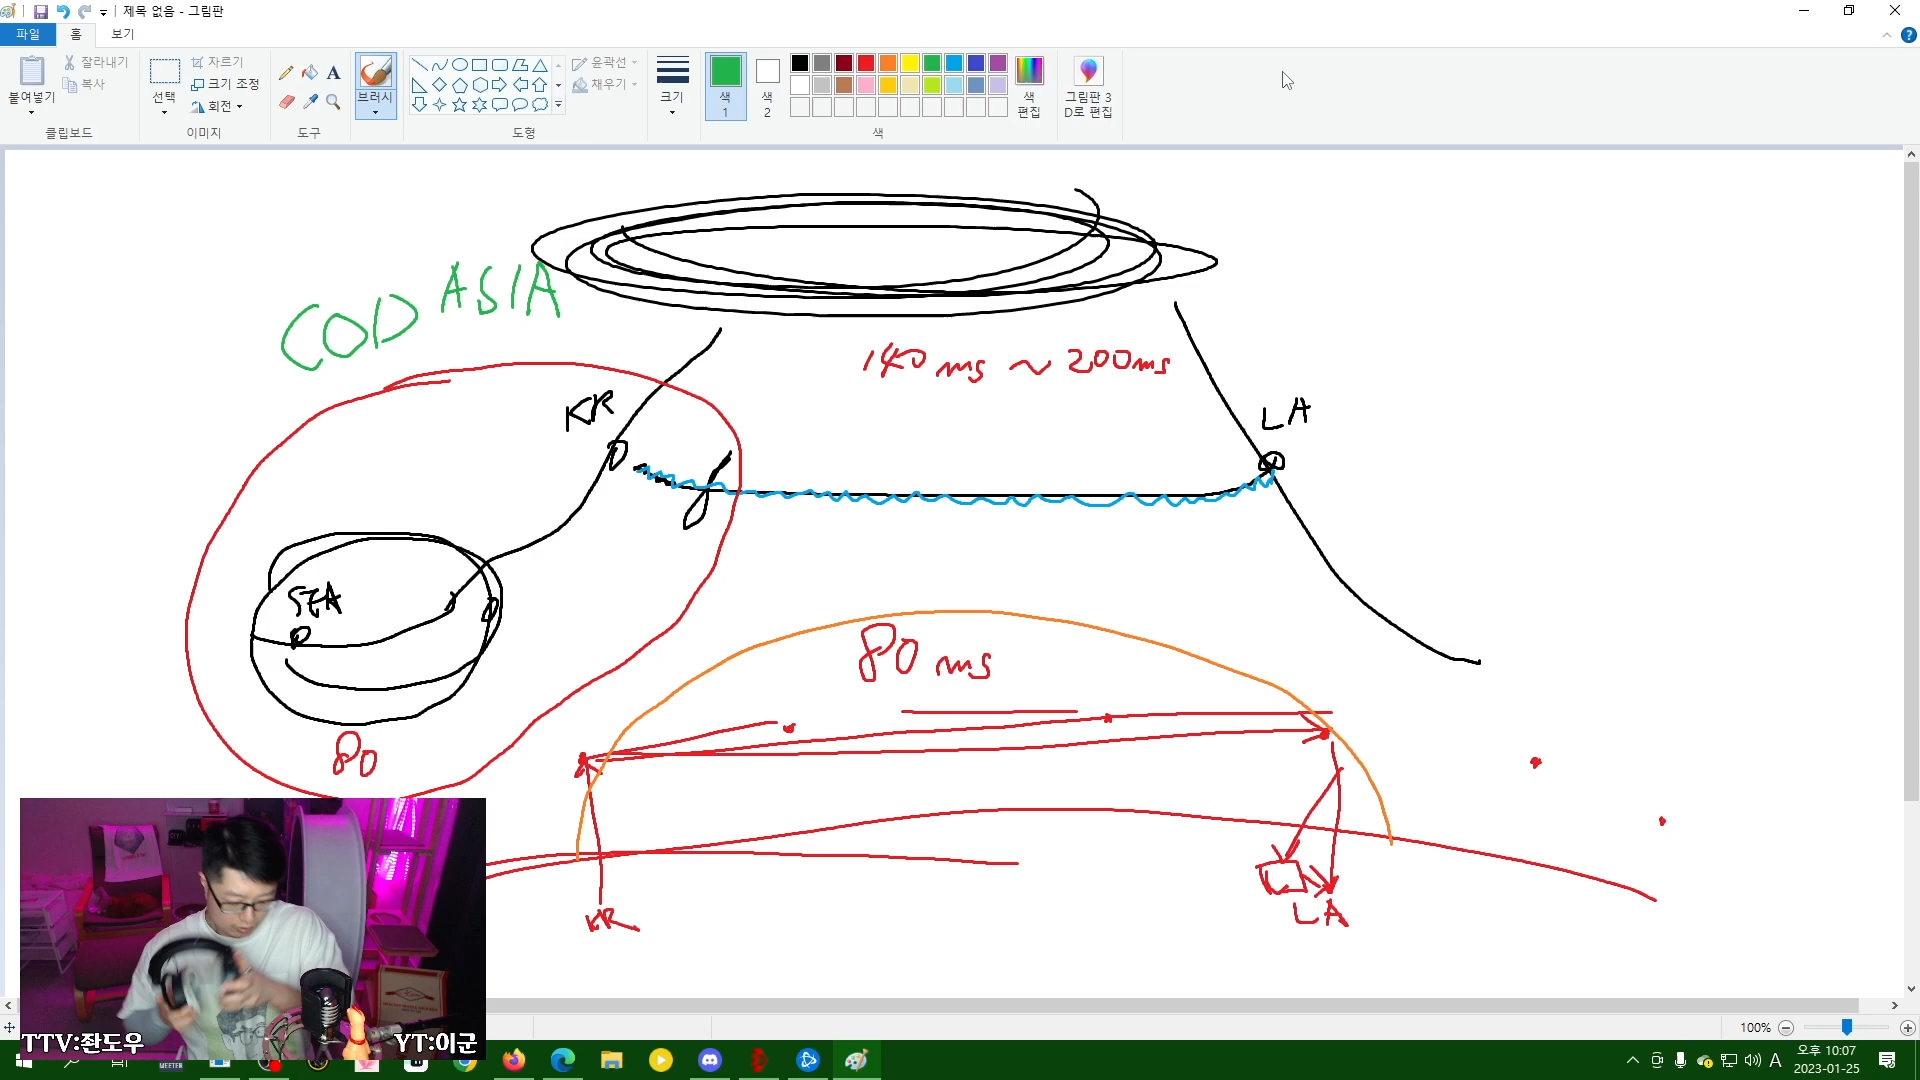 제목 없음 - 그림판
파일 홈 보기
붙여넣기
잘라내기
복사
클립보드
선택
자르기
크기 조정
회전
이미지
A
도구
브러시
도형
윤곽선
채우기
크기
색 1
색 2
색
색 편집
그림판 3D로 편집
COD ASIA
140ms ~ 200ms
KR
LA
SEA
80ms
80
KR
LA
TTV:좐도우
YT:이군
100%
A
오후 10:07
2023-01-25